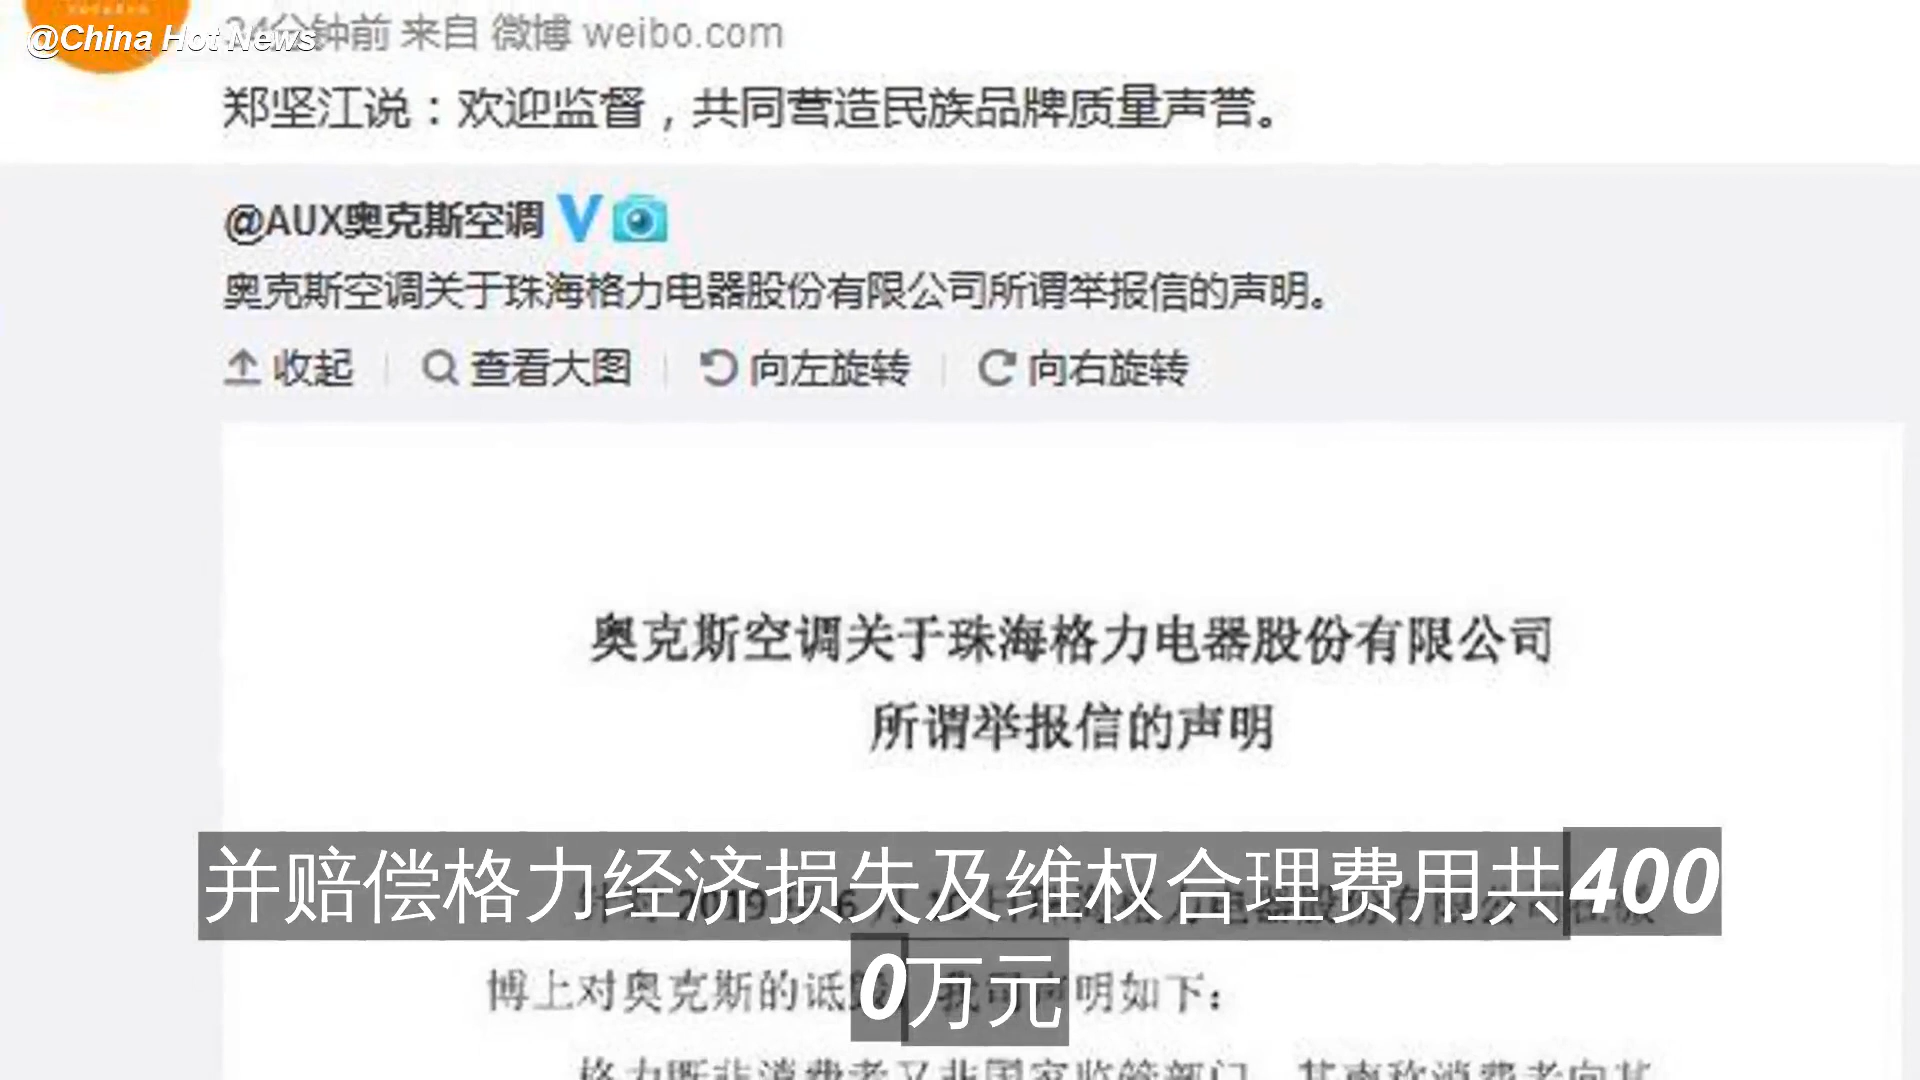 @China Hot News
24分钟前 来自 微博 weibo.com
郑坚江说：欢迎监督，共同营造民族品牌质量声誉。
@AUX奥克斯空调
奥克斯空调关于珠海格力电器股份有限公司所谓举报信的声明。
收起 查看大图 向左旋转 向右旋转
奥克斯空调关于珠海格力电器股份有限公司
所谓举报信的声明
并赔偿格力经济损失及维权合理费用共400
0万元
博上对奥克斯的诋 明如下：